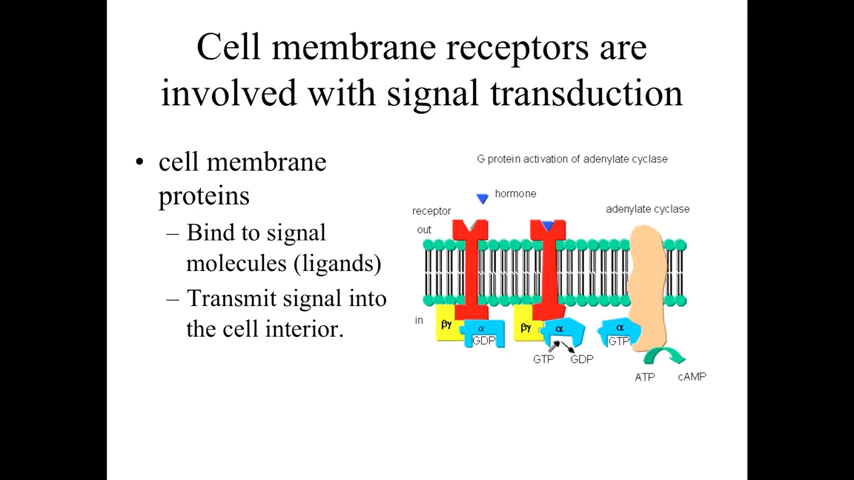 Cell membrane receptors are
involved with signal transduction
• cell membrane
proteins
– Bind to signal
molecules (ligands)
– Transmit signal into
the cell interior.
G protein activation of adenylate cyclase
hormone
receptor
adenylate cyclase
out
in
βγ
α
GDP
βγ
α
GTP
GDP
α
GTP
ATP
cAMP